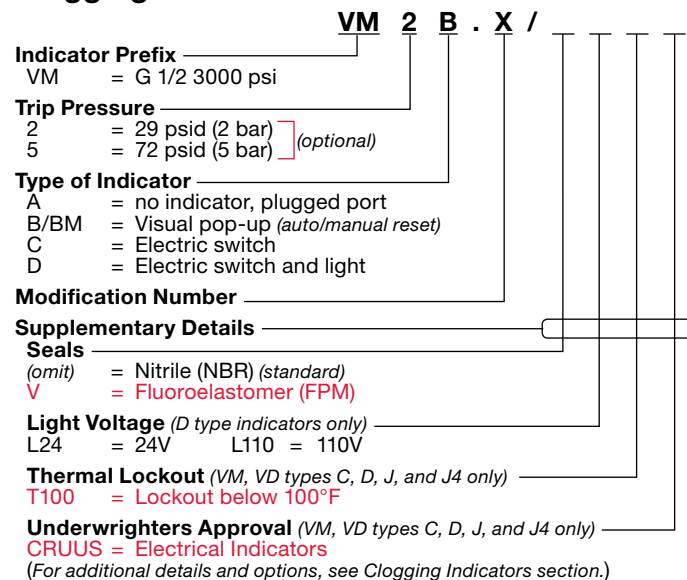 VM 2 B . X /
Indicator Prefix
VM = G 1/2 3000 psi
Trip Pressure
2 = 29 psid (2 bar)
5 = 72 psid (5 bar)
(optional)
Type of Indicator
A = no indicator, plugged port
B/BM = Visual pop-up (auto/manual reset)
C = Electric switch
D = Electric switch and light
Modification Number
Supplementary Details
Seals
(omit) = Nitrile (NBR) (standard)
V = Fluoroelastomer (FPM)
Light Voltage (D type indicators only)
L24 = 24V L110 = 110V
Thermal Lockout (VM, VD types C, D, J, and J4 only)
T100 = Lockout below 100°F
Underwrighters Approval (VM, VD types C, D, J, and J4 only)
CRUUS = Electrical Indicators
(For additional details and options, see Clogging Indicators section.)